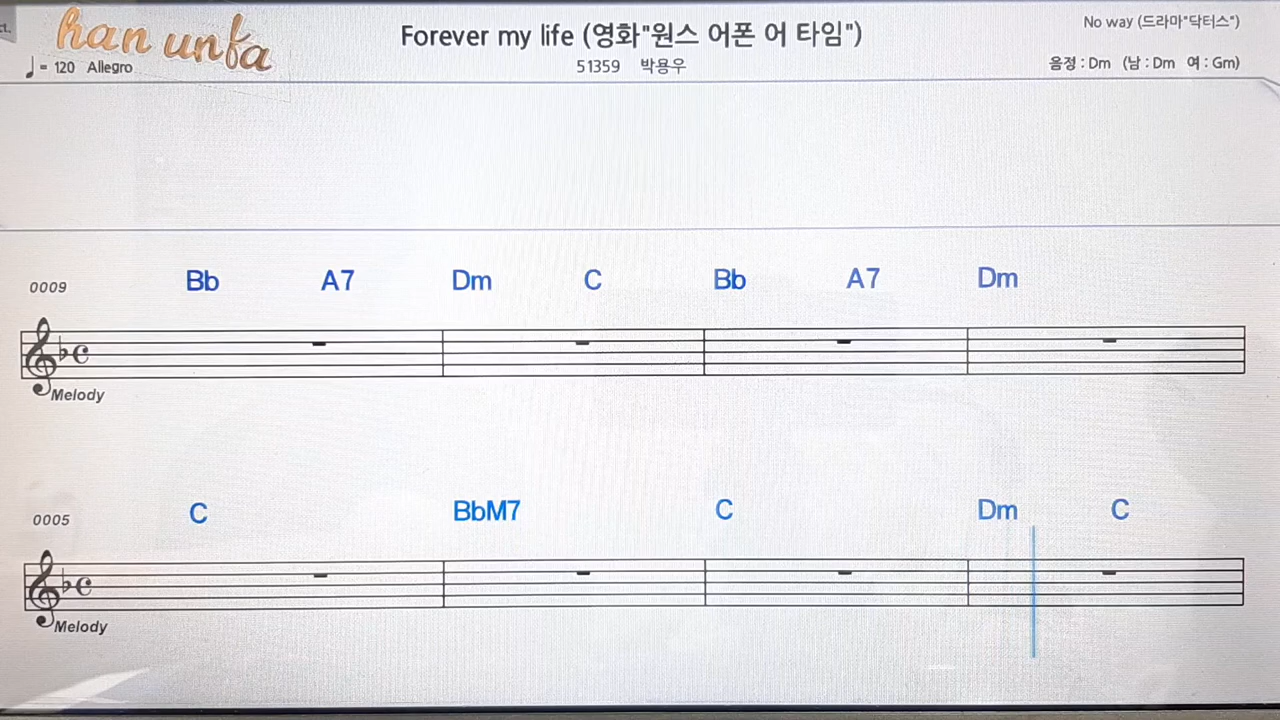 han unfa
Forever my life (영화"원스 어폰 어 타임")
No way (드라마"닥터스")
♩ = 120 Allegro
51359 박용우
음정 : Dm (남 : Dm 여 : Gm)
0009 Bb A7 Dm C Bb A7 Dm
Melody
0005 C BbM7 C Dm C
Melody